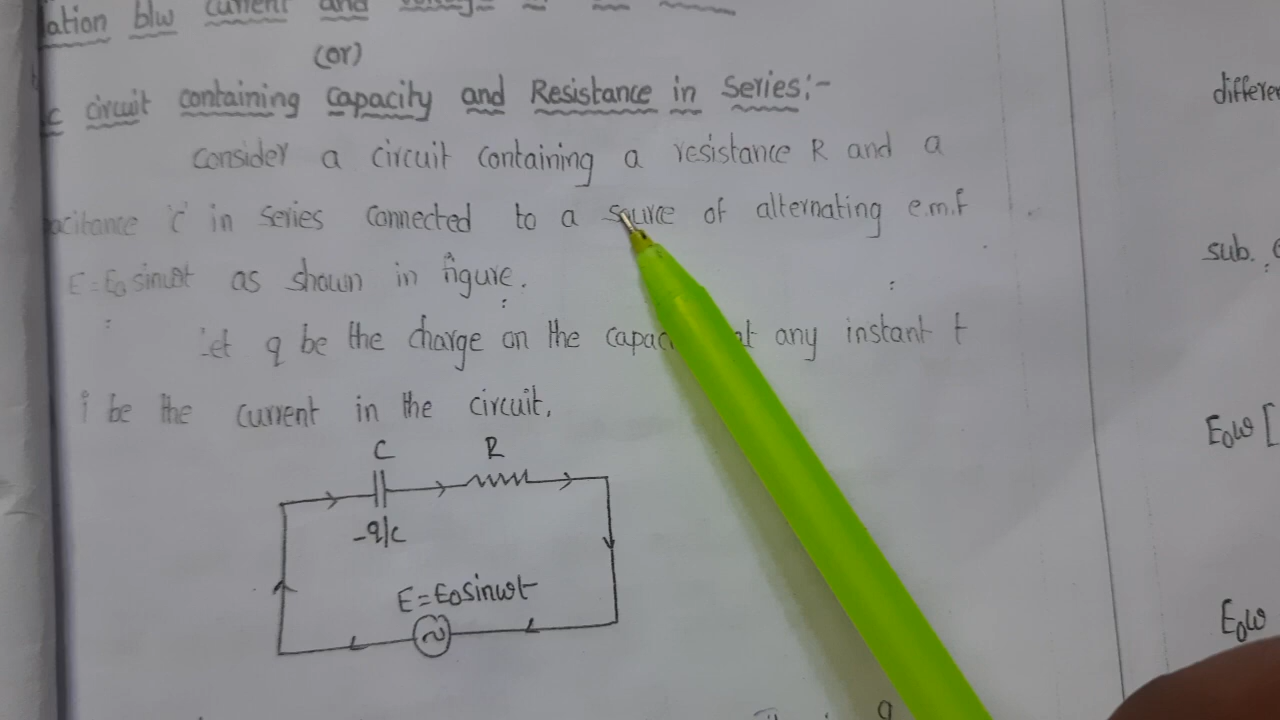 ation b/w current and
(or)
c circuit containing capacity and Resistance in series:-
Consider a circuit containing a resistance R and a
acitance 'c' in series connected to a source of alternating e.m.f
E = E0 sinωt as shown in figure.
et q be the charge on the capac at any instant t
i be the current in the circuit.
C R
-q/c
E=E0sinωt
differe
sub.
E0ω [
E0ω
q